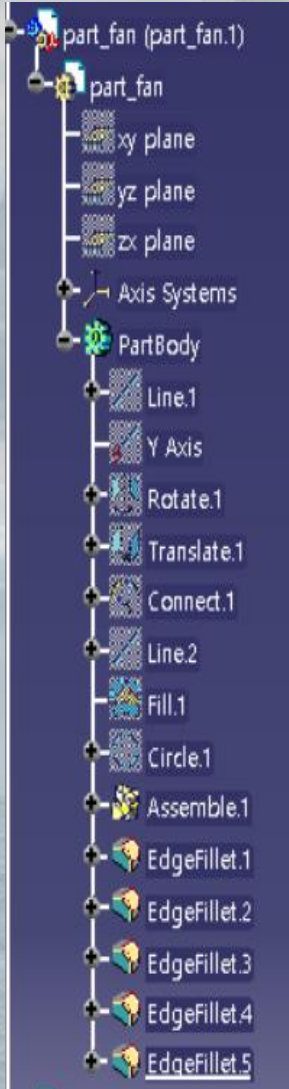 part_fan (part_fan.1)
part_fan
xy plane
yz plane
zx plane
Axis Systems
PartBody
Line.1
Y Axis
Rotate.1
Translate.1
Connect.1
Line.2
Fill.1
Circle.1
Assemble.1
EdgeFillet.1
EdgeFillet.2
EdgeFillet.3
EdgeFillet.4
EdgeFillet.5